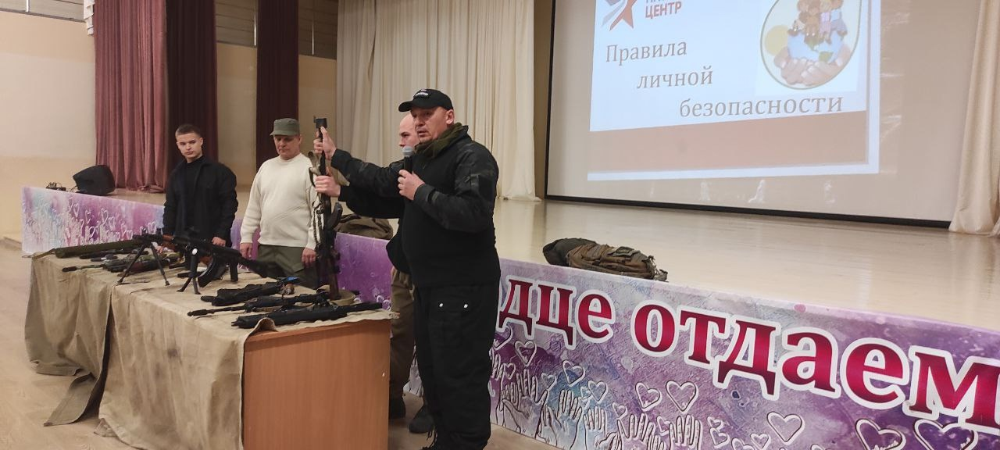 ЦЕНТР
Правила
личной
безопасности
дце отдаем